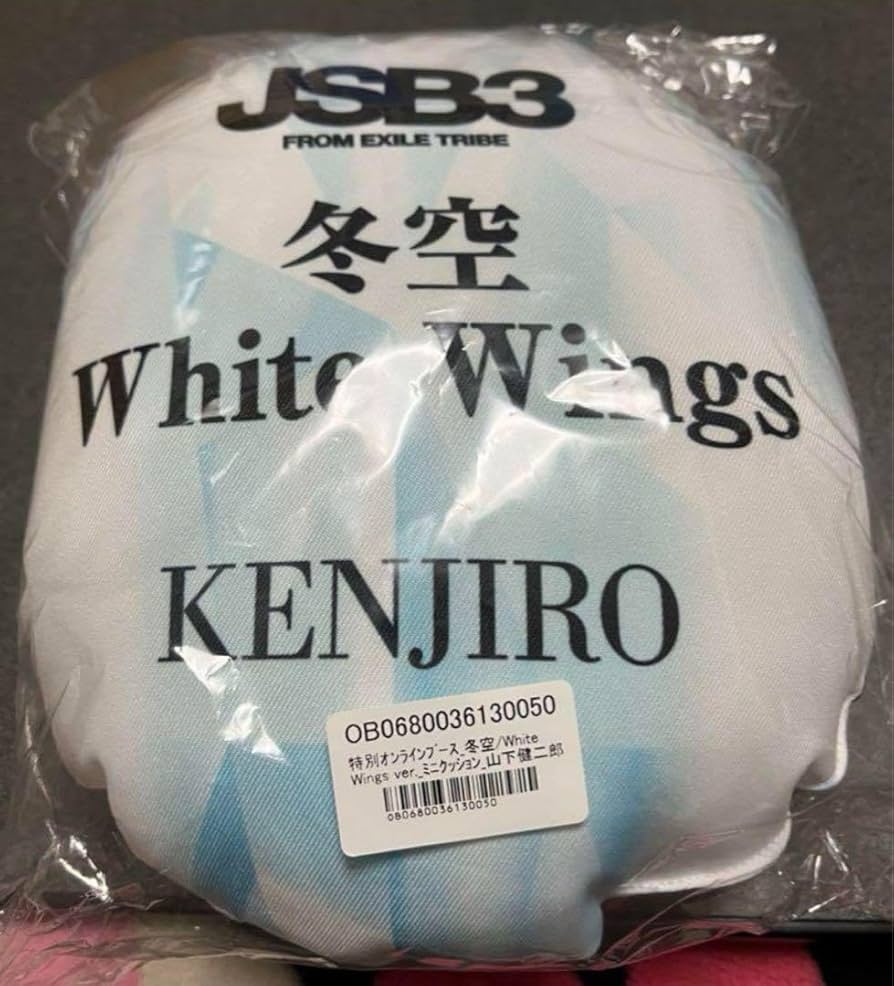 JSB3
FROM EXILE TRIBE
冬空
White Wings
KENJIRO
OB0680036130050
特別オンラインブース_冬空/White
Wings ver._ミニクッション_山下健二郎
OB0680036130050